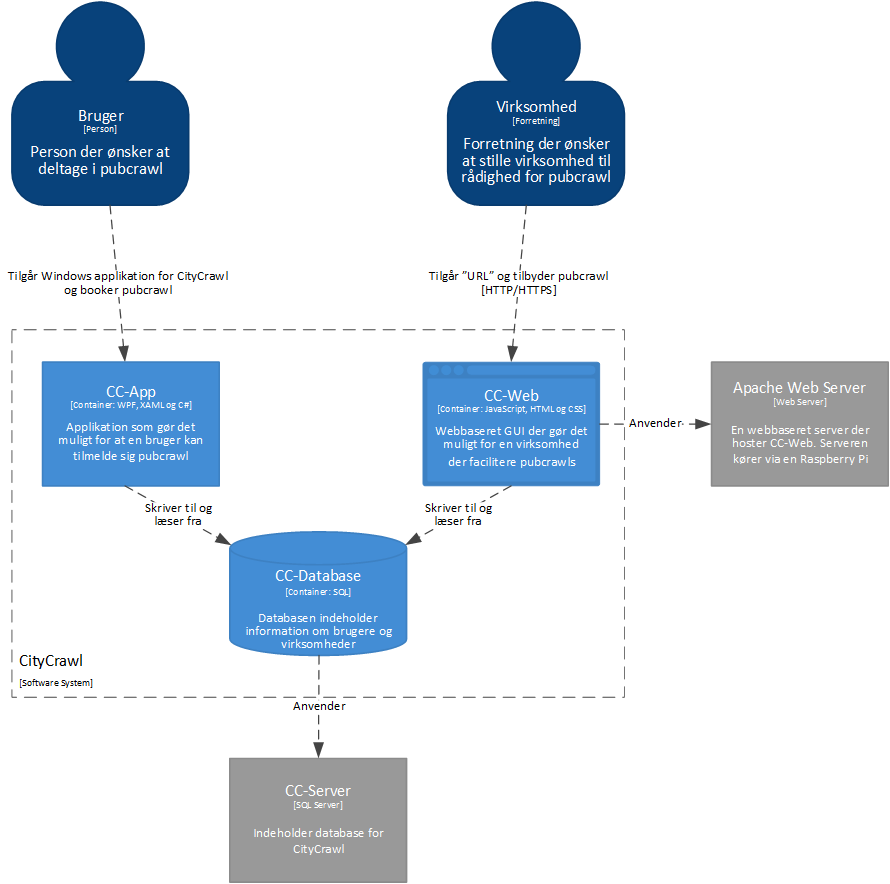 Bruger
[Person]
Person der ønsker at
deltage i pubcrawl
Virksomhed
[Forretning]
Forretning der ønsker
at stille virksomhed til
rådighed for pubcrawl
Tilgår Windows applikation for CityCrawl
og booker pubcrawl
Tilgår ”URL” og tilbyder pubcrawl
[HTTP/HTTPS]
CC-App
[Container: WPF, XAML og C#]
Applikation som gør det
muligt for at en bruger kan
tilmelde sig pubcrawl
CC-Web
[Container: JavaScript, HTML og CSS]
Webbaseret GUI der gør det
muligt for en virksomhed
der facilitere pubcrawls
Anvender
Apache Web Server
[Web Server]
En webbaseret server der
hoster CC-Web. Serveren
kører via en Raspberry Pi
Skriver til og
læser fra
Skriver til og
læser fra
CC-Database
[Container: SQL]
Databasen indeholder
information om brugere og
virksomheder
CityCrawl
[Software System]
Anvender
CC-Server
[SQL Server]
Indeholder database for
CityCrawl